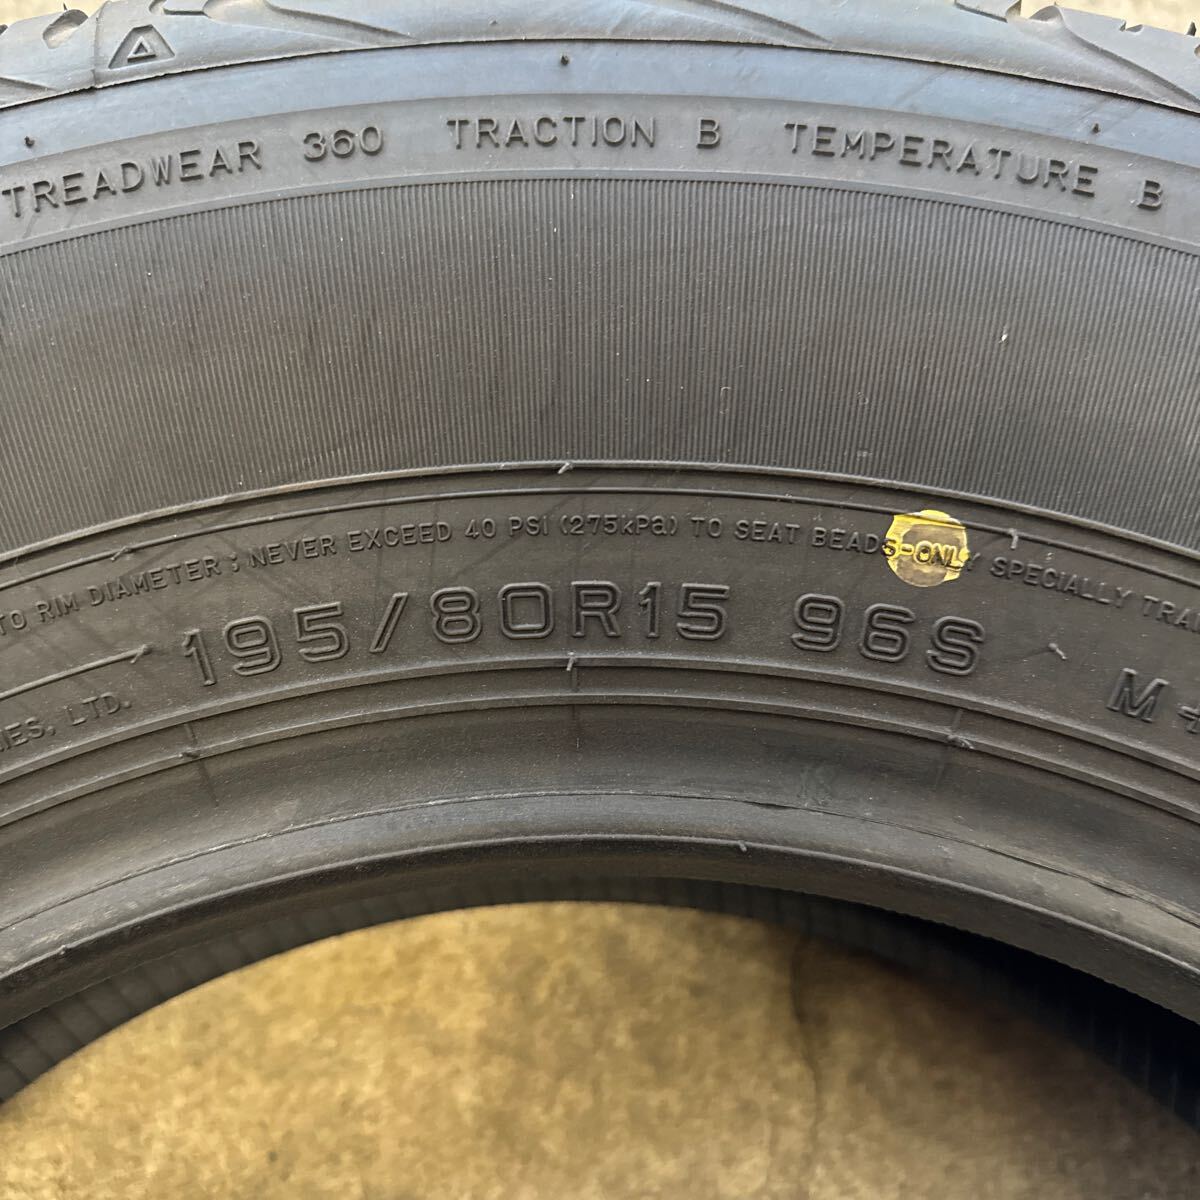 TREADWEAR 360 TRACTION B TEMPERATURE B
TO RIM DIAMETER ; NEVER EXCEED 40 PSI (275kPa) TO SEAT BEADS-ONLY SPECIALLY
195/80R15 96S M+
LTD.